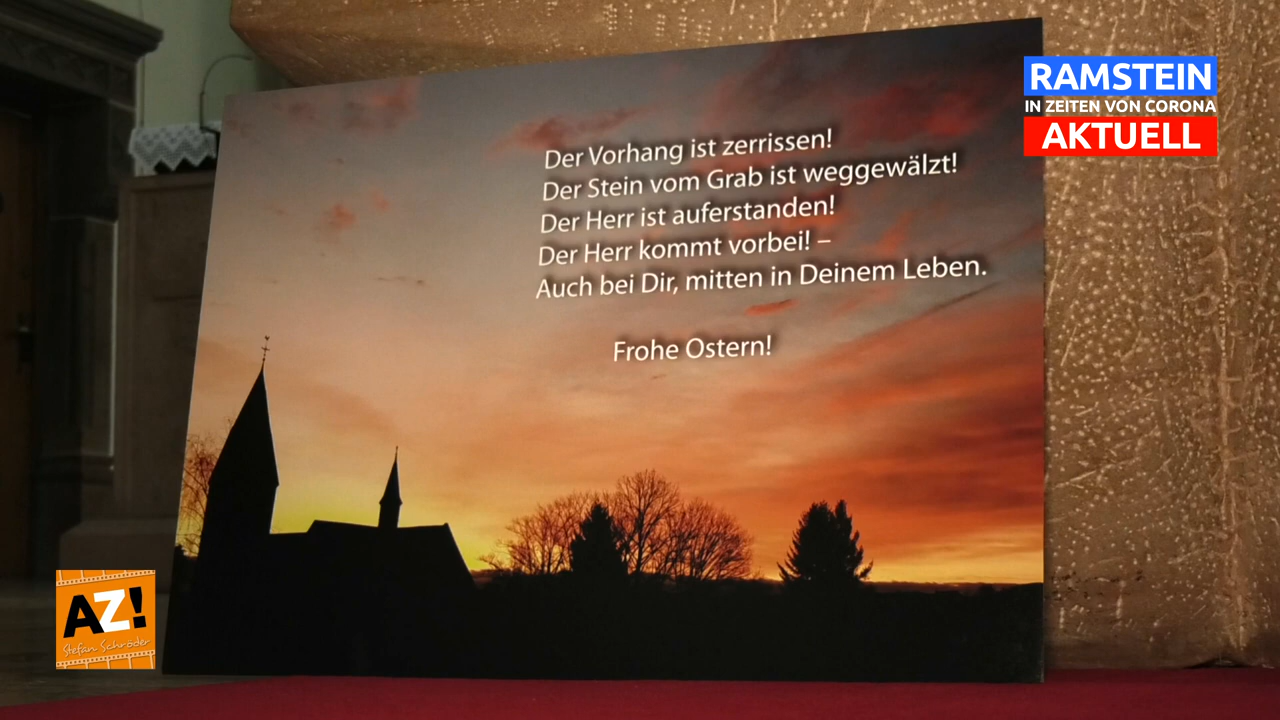 Der Vorhang ist zerrissen!
Der Stein vom Grab ist weggewälzt!
Der Herr ist auferstanden!
Der Herr kommt vorbei! –
Auch bei Dir, mitten in Deinem Leben.
Frohe Ostern!
RAMSTEIN
IN ZEITEN VON CORONA
AKTUELL
AZ!
Stefan Schröder